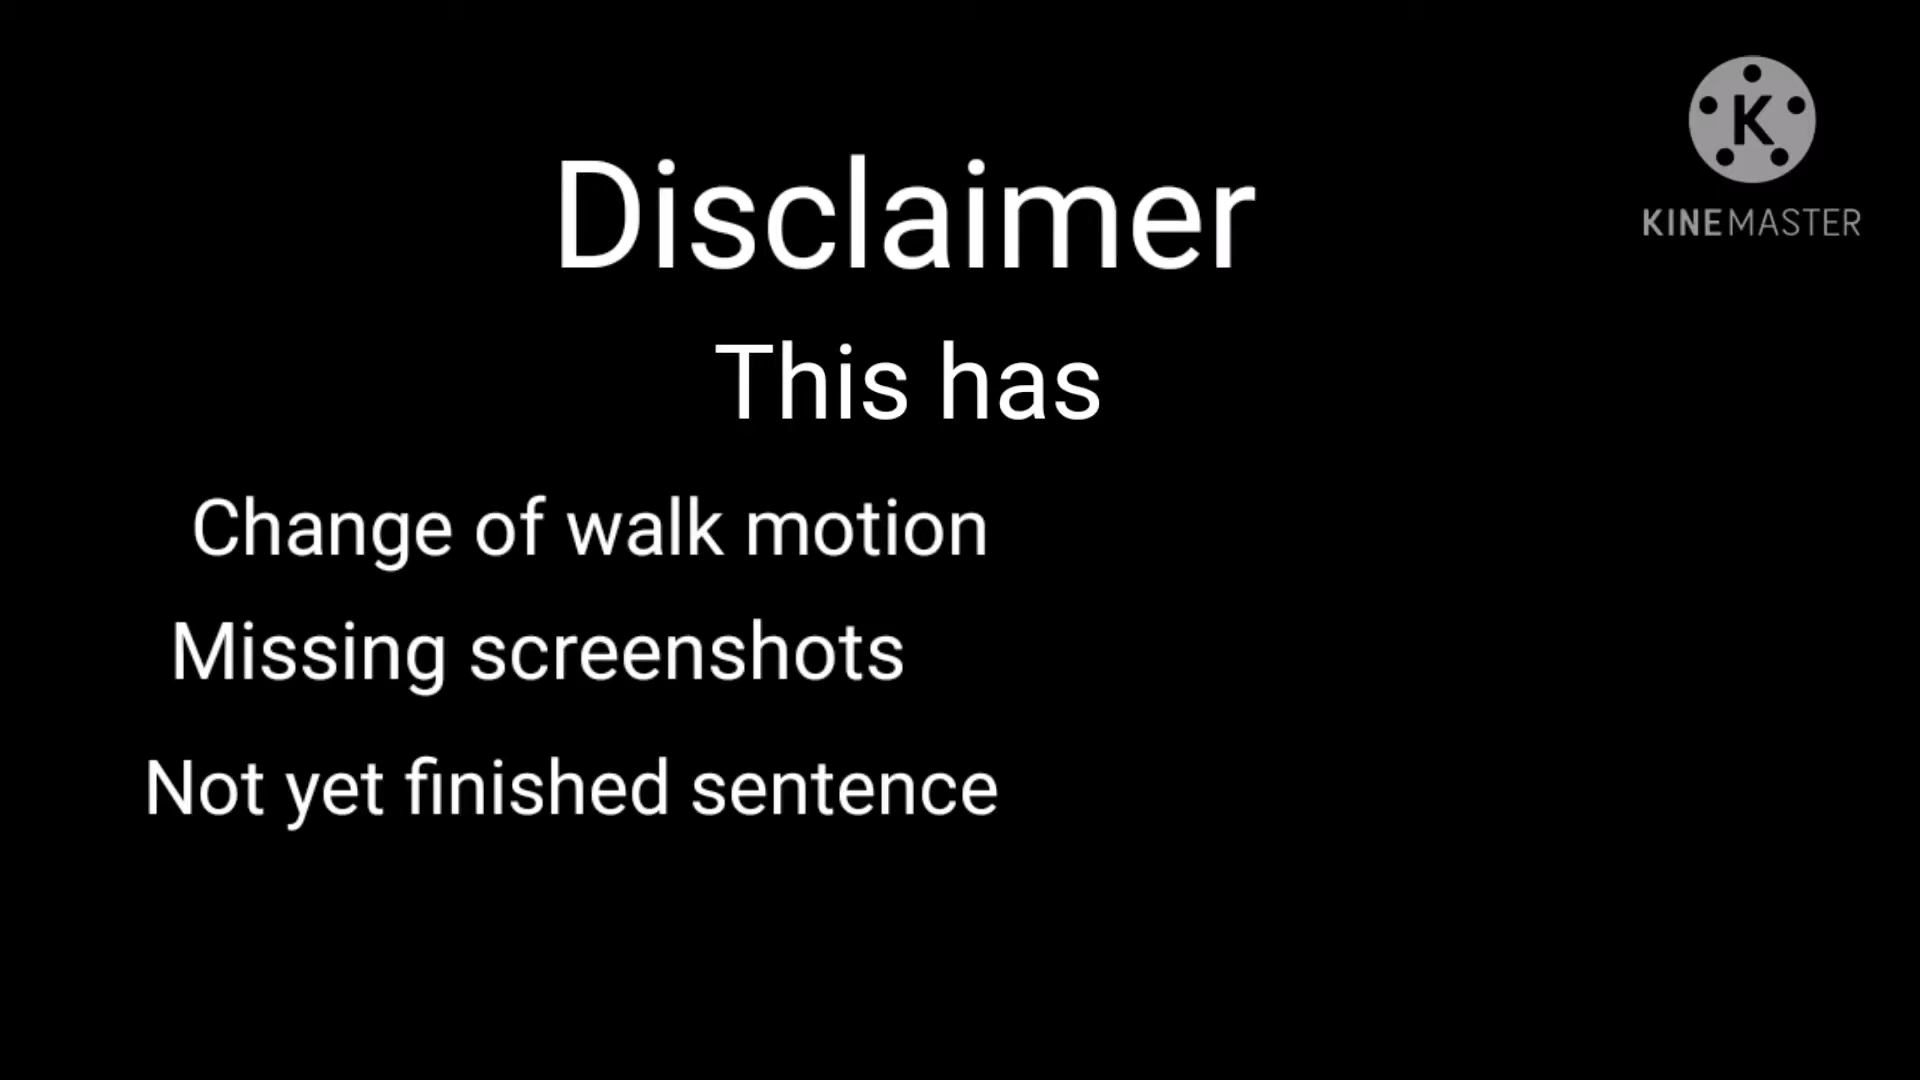 Disclaimer
K
KINEMASTER
This has
Change of walk motion
Missing screenshots
Not yet finished sentence